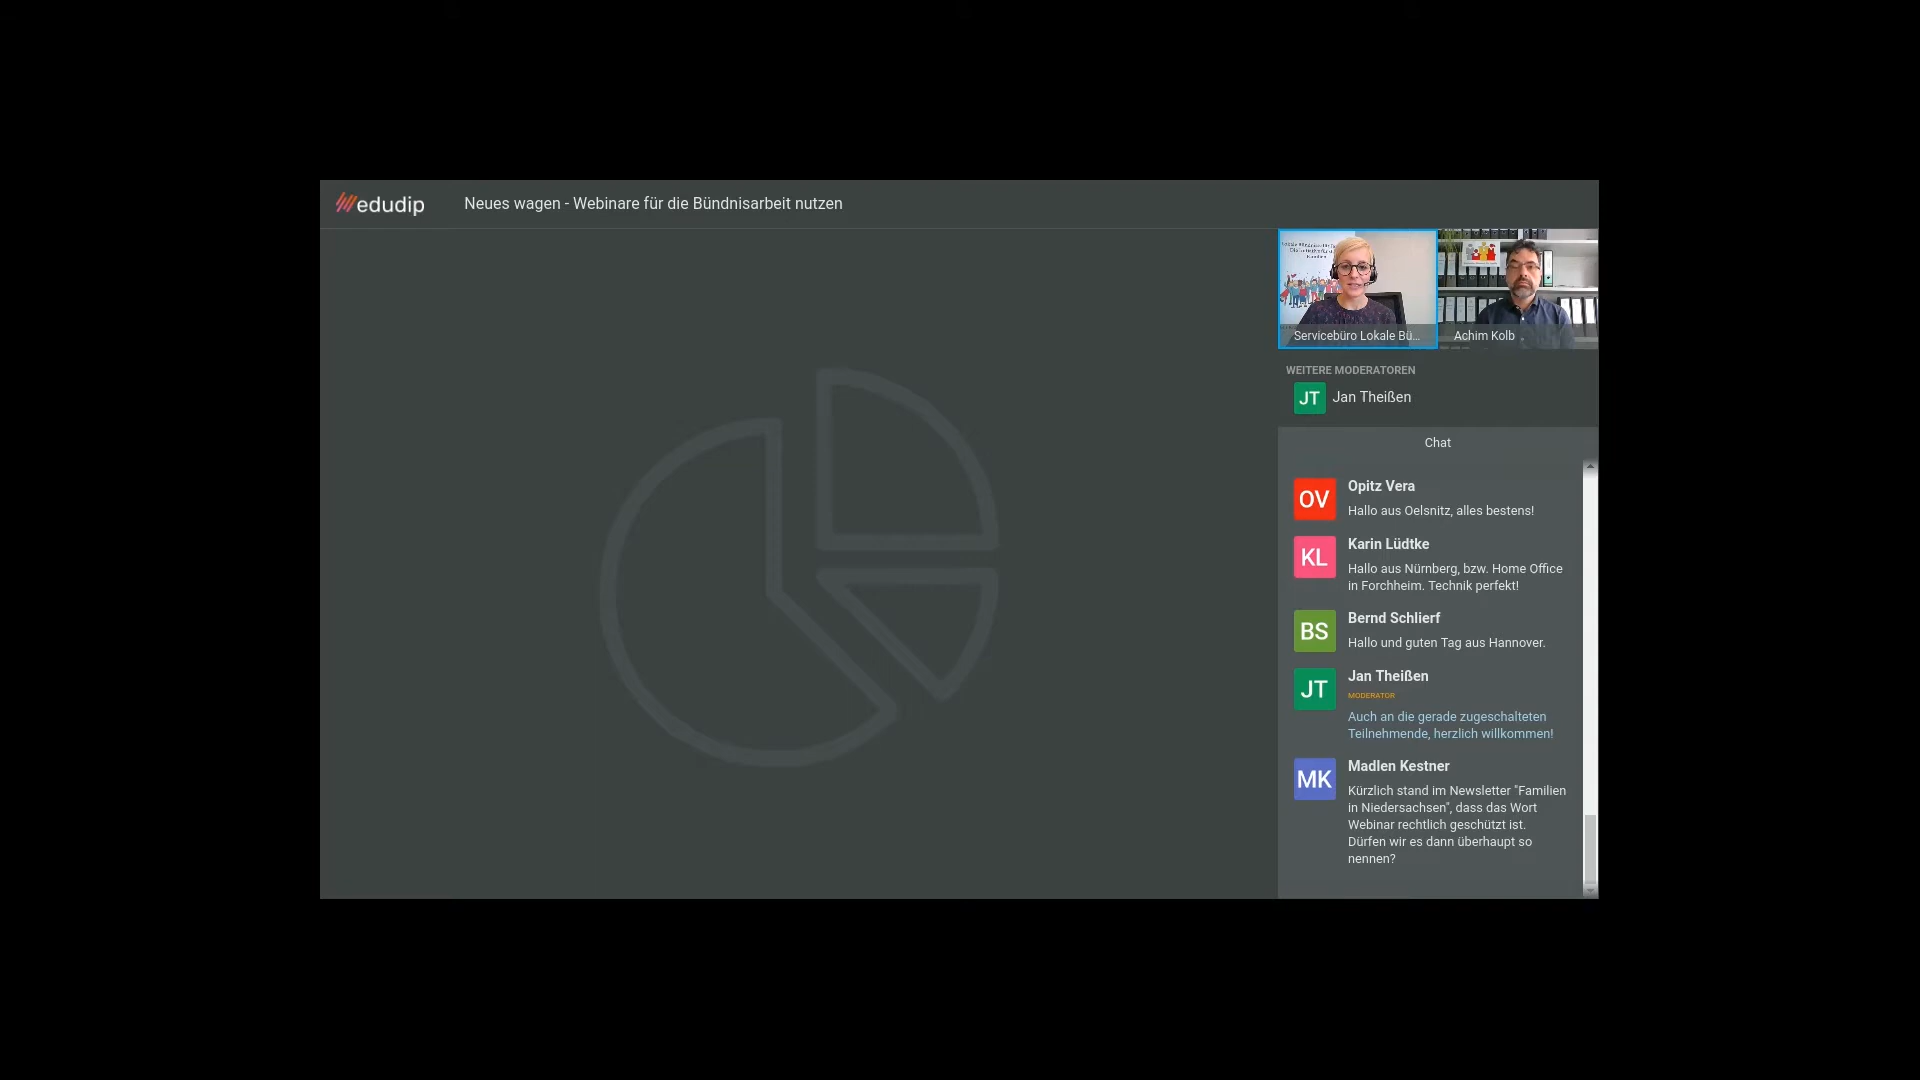 edudip
Neues wagen - Webinare für die Bündnisarbeit nutzen
Servicebüro Lokale Bü...
Achim Kolb
WEITERE MODERATOREN
JT
Jan Theißen
Chat
OV
Opitz Vera
Hallo aus Oelsnitz, alles bestens!
KL
Karin Lüdtke
Hallo aus Nürnberg, bzw. Home Office
in Forchheim. Technik perfekt!
BS
Bernd Schlierf
Hallo und guten Tag aus Hannover.
JT
Jan Theißen
MODERATOR
Auch an die gerade zugeschalteten
Teilnehmende, herzlich willkommen!
MK
Madlen Kestner
Kürzlich stand im Newsletter "Familien
in Niedersachsen", dass das Wort
Webinar rechtlich geschützt ist.
Dürfen wir es dann überhaupt so
nennen?